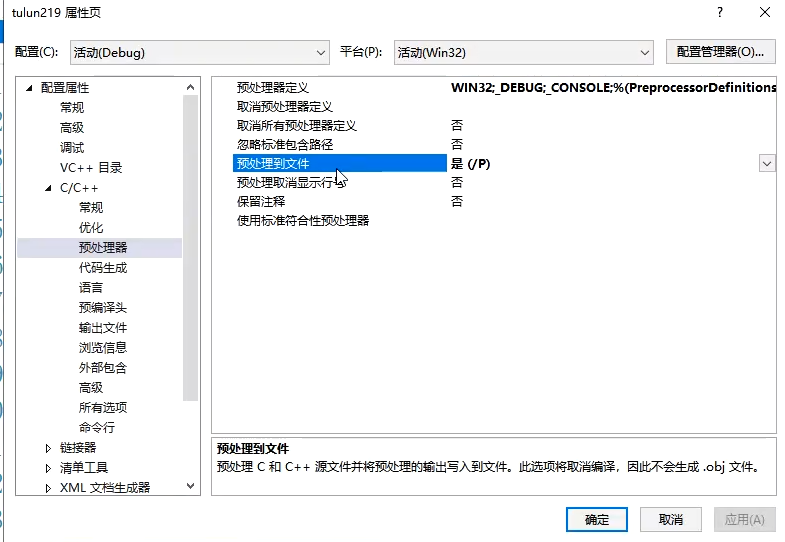 tulun219 属性页
配置(C): 活动(Debug) 平台(P): 活动(Win32) 配置管理器(O)...
配置属性
常规
高级
调试
VC++ 目录
C/C++
常规
优化
预处理器
代码生成
语言
预编译头
输出文件
浏览信息
外部包含
高级
所有选项
命令行
链接器
清单工具
XML 文档生成器
预处理器定义 WIN32;_DEBUG;_CONSOLE;%(PreprocessorDefinitions
取消预处理器定义
取消所有预处理器定义 否
忽略标准包含路径 否
预处理到文件 是 (/P)
预处理取消显示行号 否
保留注释 否
使用标准符合性预处理器
预处理到文件
预处理 C 和 C++ 源文件并将预处理的输出写入到文件。此选项将取消编译，因此不会生成 .obj 文件。
确定 取消 应用(A)